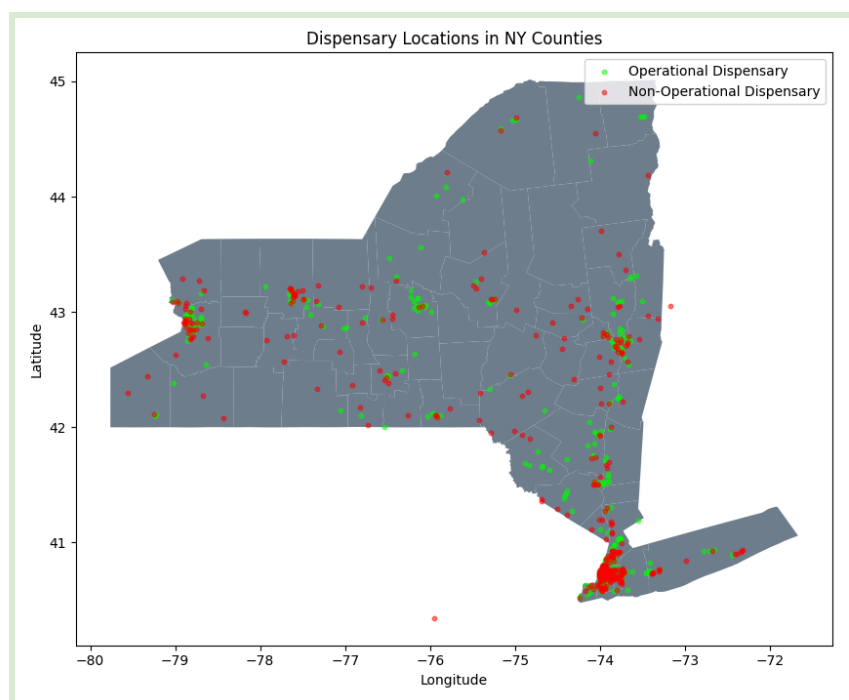 Dispensary Locations in NY Counties
Operational Dispensary
Non-Operational Dispensary
45
44
43
42
41
Latitude
−80
−79
−78
−77
−76
−75
−74
−73
−72
Longitude